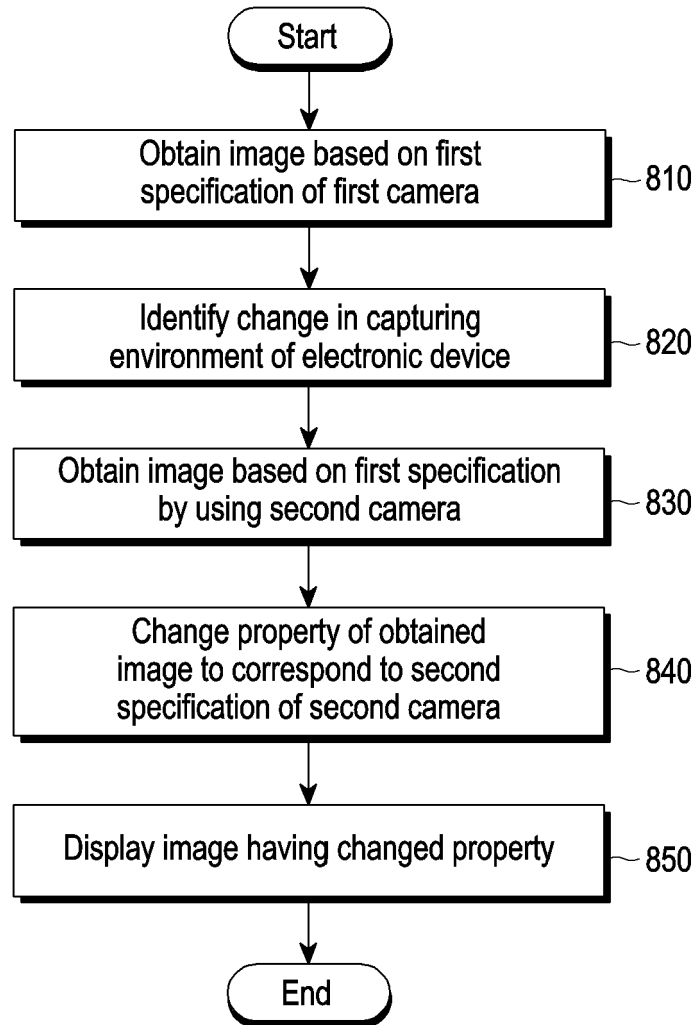 Start
Obtain image based on first
specification of first camera
810
Identify change in capturing
environment of electronic device
820
Obtain image based on first specification
by using second camera
830
Change property of obtained
image to correspond to second
specification of second camera
840
Display image having changed property
850
End